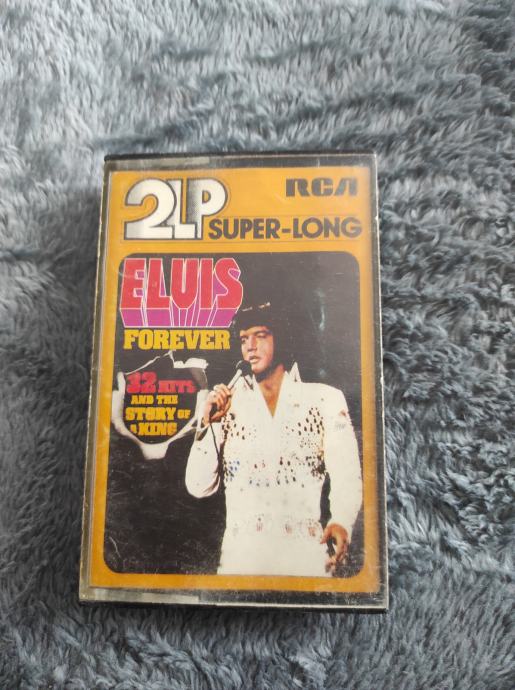 2LP
RCA
SUPER-LONG
ELVIS
FOREVER
32 HITS
AND THE
STORY OF
A KING